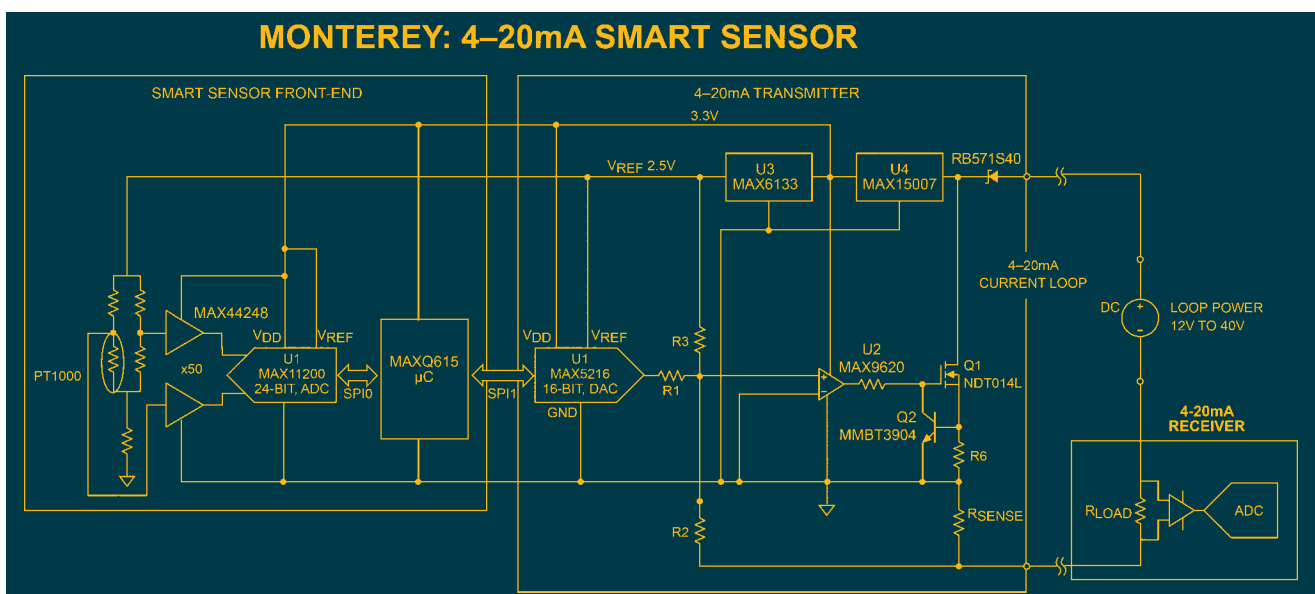 MONTEREY: 4–20mA SMART SENSOR
SMART SENSOR FRONT-END
4–20mA TRANSMITTER
3.3V
VREF 2.5V
U3
MAX6133
U4
MAX15007
RB571S40
4–20mA
CURRENT LOOP
DC
+
–
LOOP POWER
12V TO 40V
MAX44248
VDD
VREF
PT1000
x50
U1
MAX11200
24-BIT, ADC
SPI0
MAXQ615
µC
SPI1
VDD
VREF
U1
MAX5216
16-BIT, DAC
GND
R3
R1
U2
MAX9620
+
–
Q1
NDT014L
Q2
MMBT3904
R6
R2
RSENSE
4-20mA
RECEIVER
RLOAD
ADC